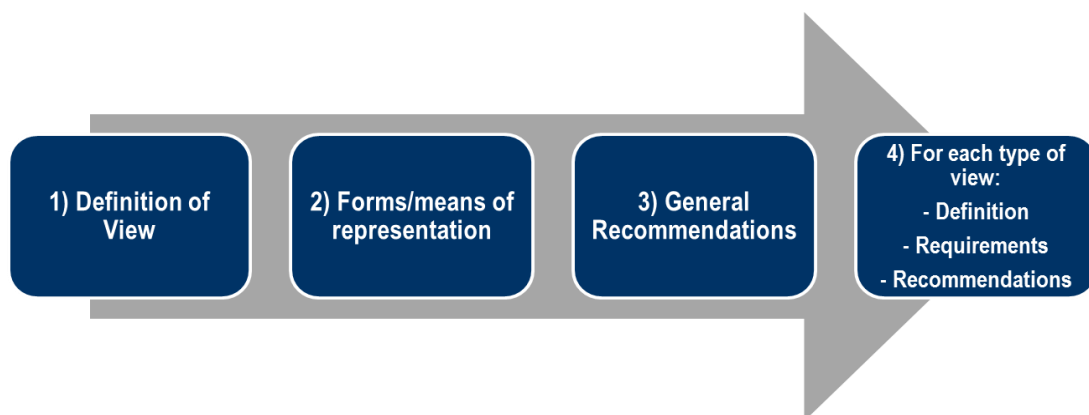 1) Definition of
View
2) Forms/means of
representation
3) General
Recommendations
4) For each type of
view:
- Definition
- Requirements
- Recommendations